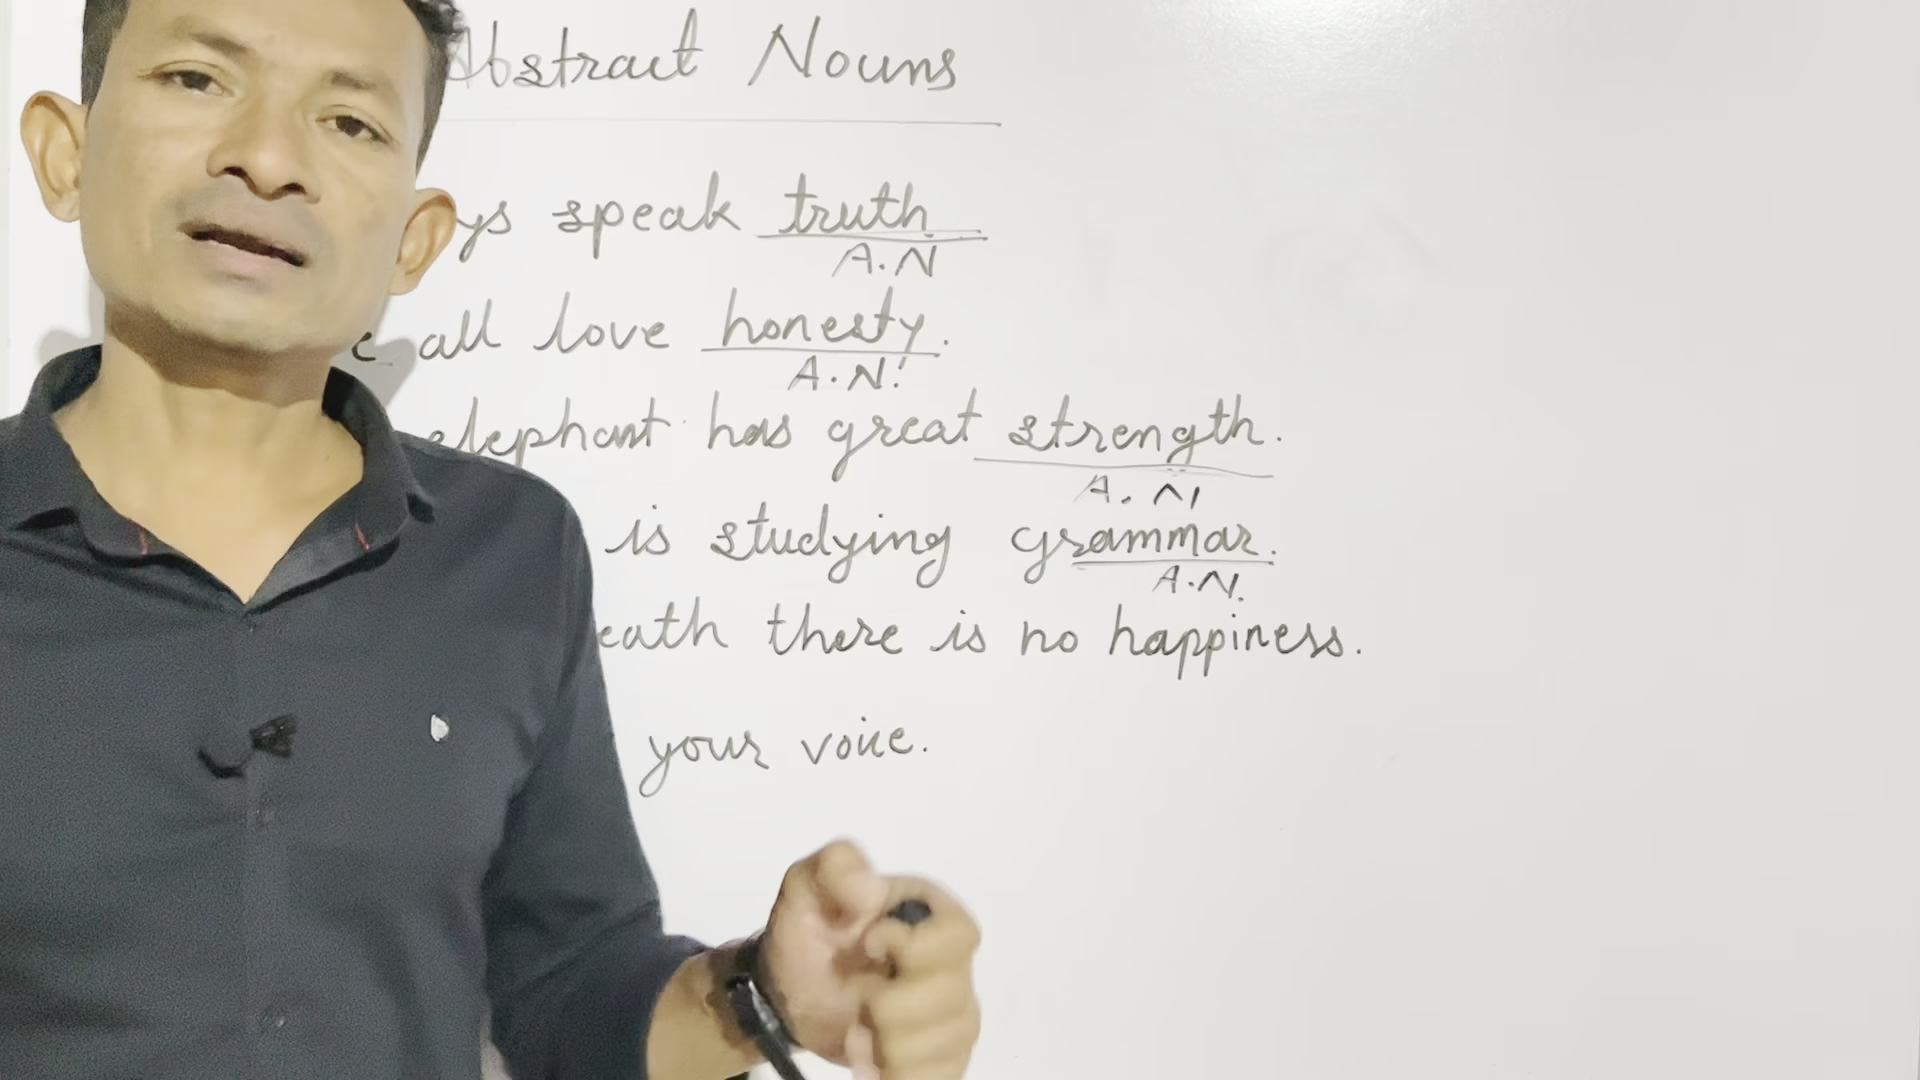 Abstract Nouns
ys speak truth
A.N
all love honesty.
A.N.
elephant has great strength.
A.N
is studying grammar.
A.N.
eath there is no happiness.
your voice.